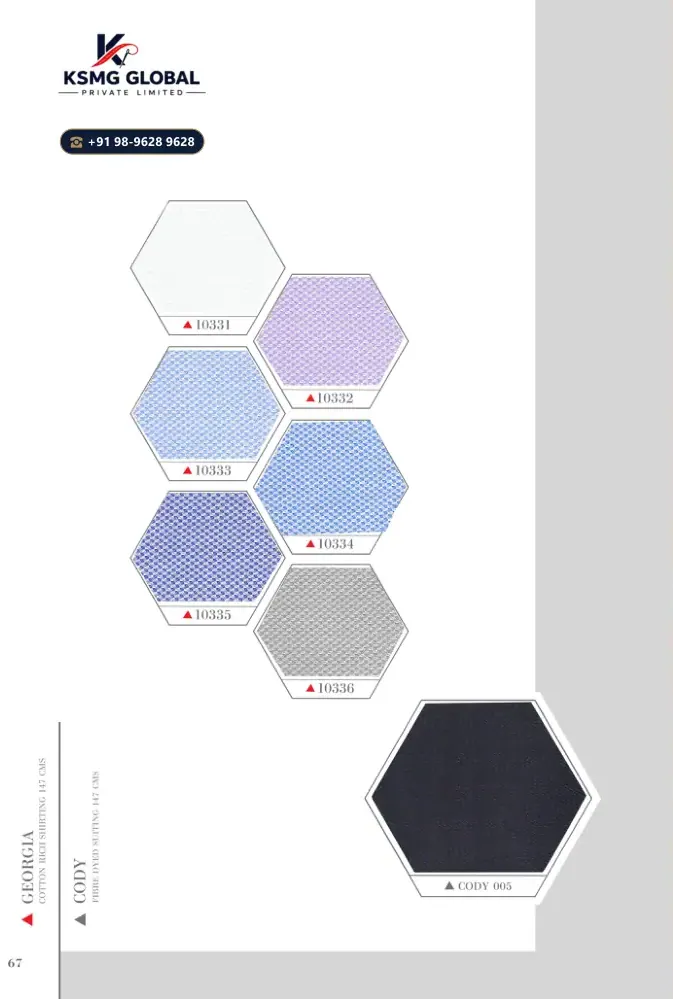 KSMG GLOBAL
PRIVATE LIMITED
+91 98-9628 9628
10331
10332
10333
10334
10335
10336
CODY 005
GEORGIA
COTTON RICH SHIRTING 147 CMS
CODY
FIBRE DYED SUITING 147 CMS
67